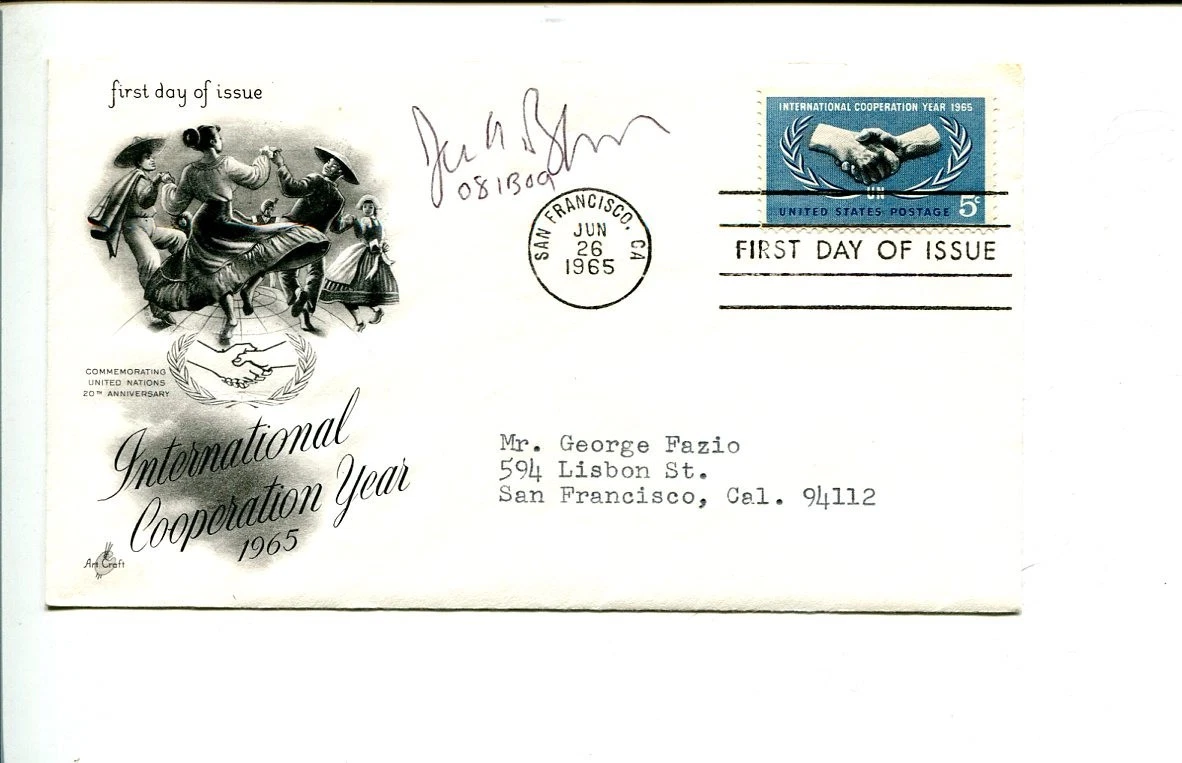 first day of issue
081309
INTERNATIONAL COOPERATION YEAR 1965
UN
UNITED STATES POSTAGE 5c
SAN FRANCISCO, CA
JUN
26
1965
FIRST DAY OF ISSUE
COMMEMORATING
UNITED NATIONS
20TH ANNIVERSARY
International
Cooperation Year
1965
Art Craft
Mr. George Fazio
594 Lisbon St.
San Francisco, Cal. 94112